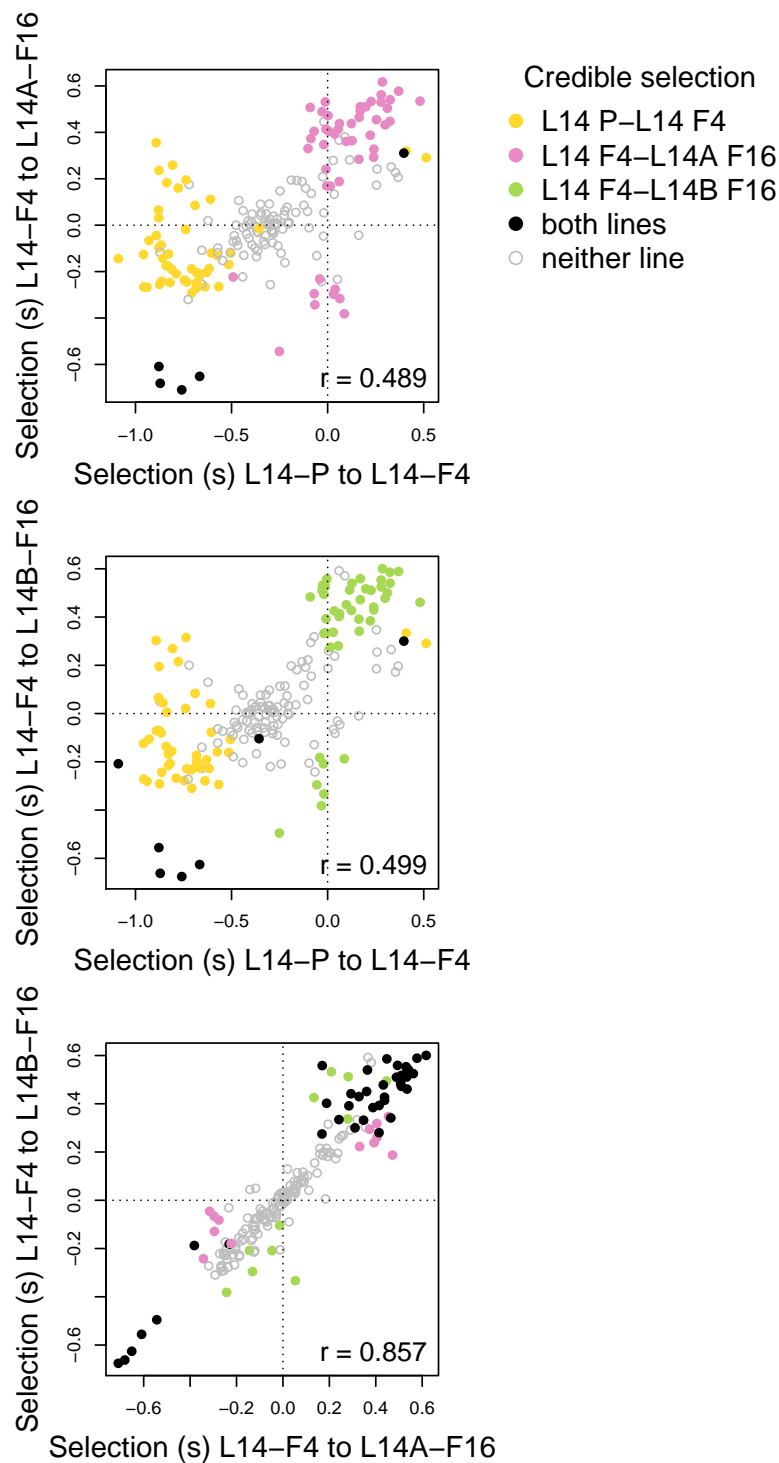 Selection (s) L14−F4 to L14A−F16
0.6
0.4
0.2
0.0
−0.2
−0.6
−1.0
−0.5
0.0
0.5
r = 0.489
Selection (s) L14−P to L14−F4
Credible selection
L14 P−L14 F4
L14 F4−L14A F16
L14 F4−L14B F16
both lines
neither line
Selection (s) L14−F4 to L14B−F16
0.6
0.4
0.2
0.0
−0.2
−0.6
−1.0
−0.5
0.0
0.5
r = 0.499
Selection (s) L14−P to L14−F4
Selection (s) L14−F4 to L14B−F16
0.6
0.4
0.2
0.0
−0.2
−0.6
−0.6
−0.2
0.0
0.2
0.4
0.6
r = 0.857
Selection (s) L14−F4 to L14A−F16